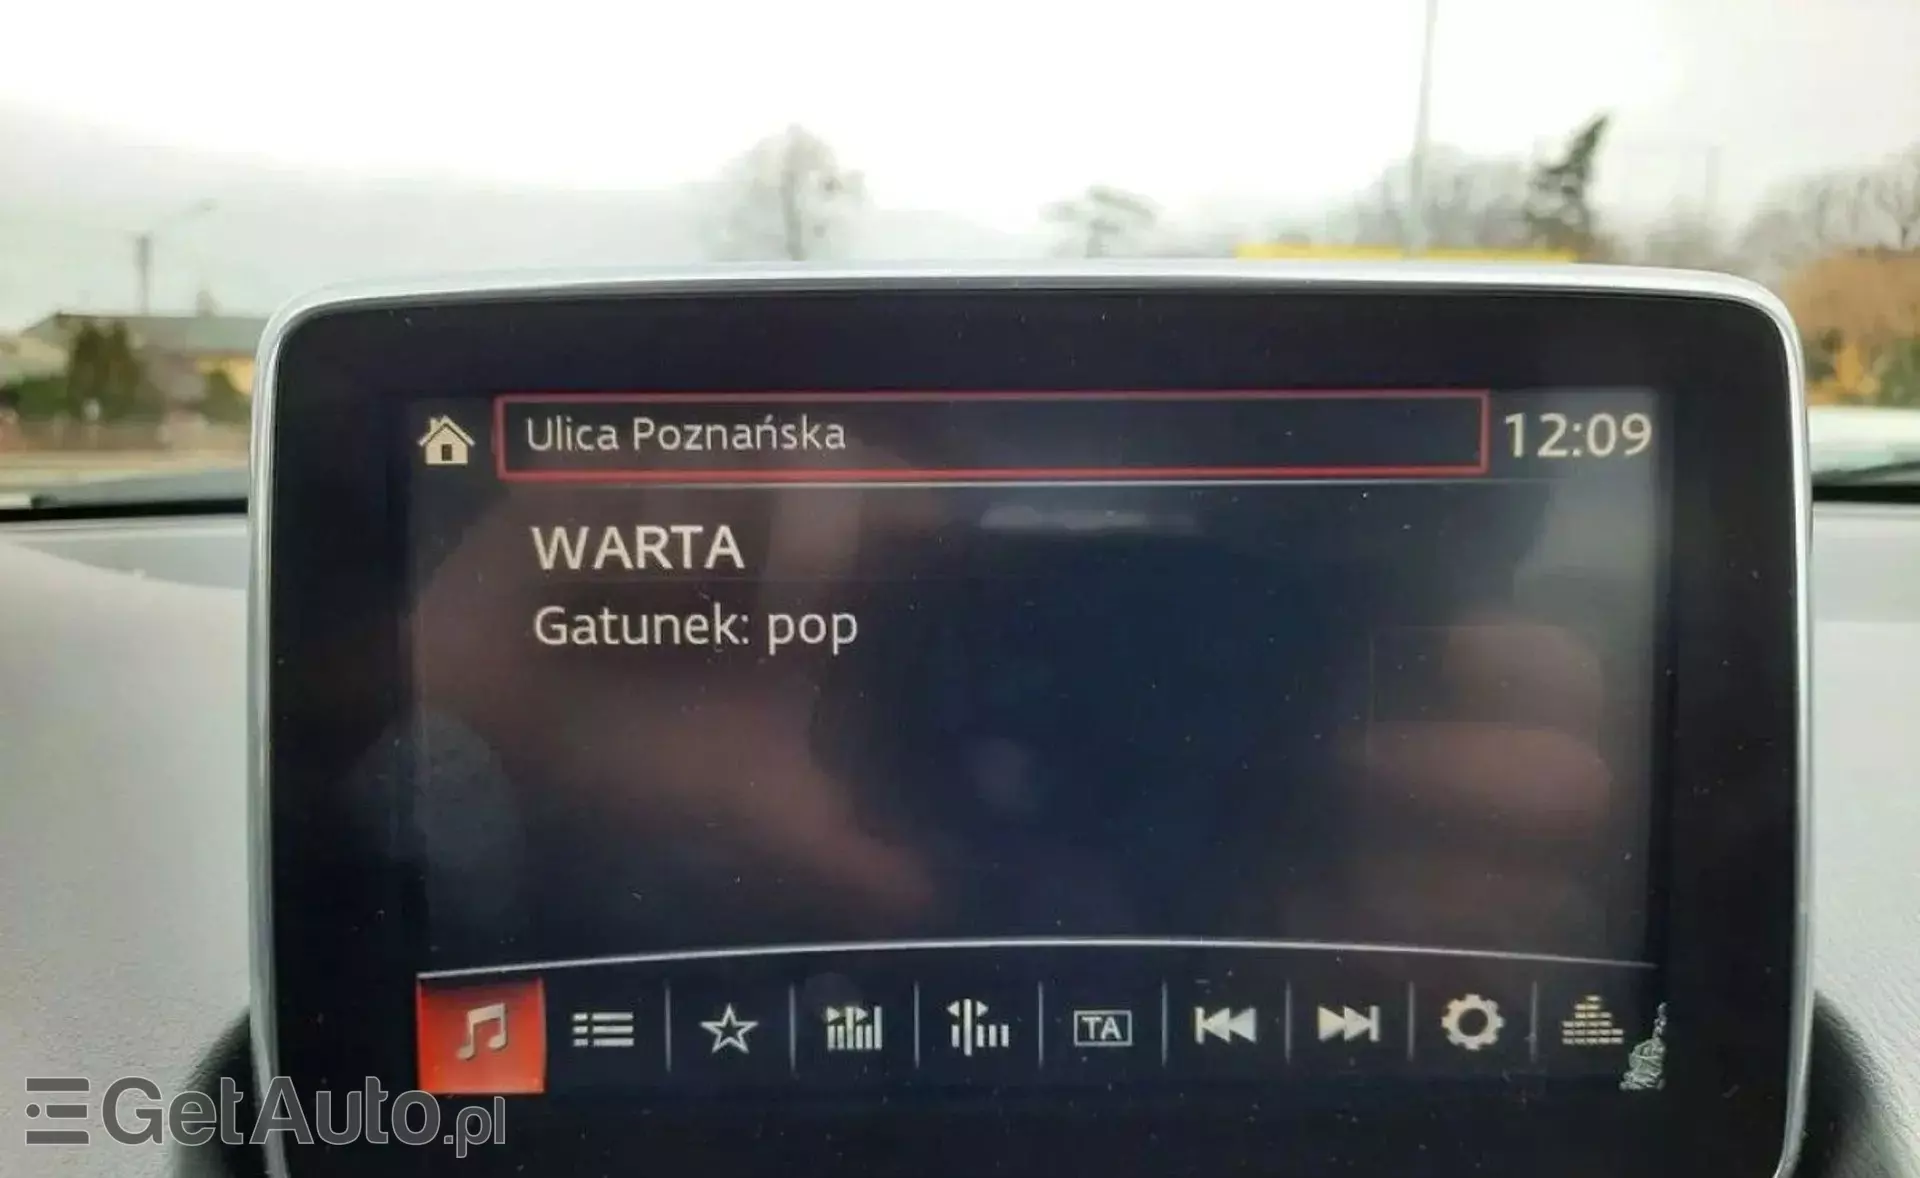 Ulica Poznańska
12:09
WARTA
Gatunek: pop
TA
GetAuto.pl